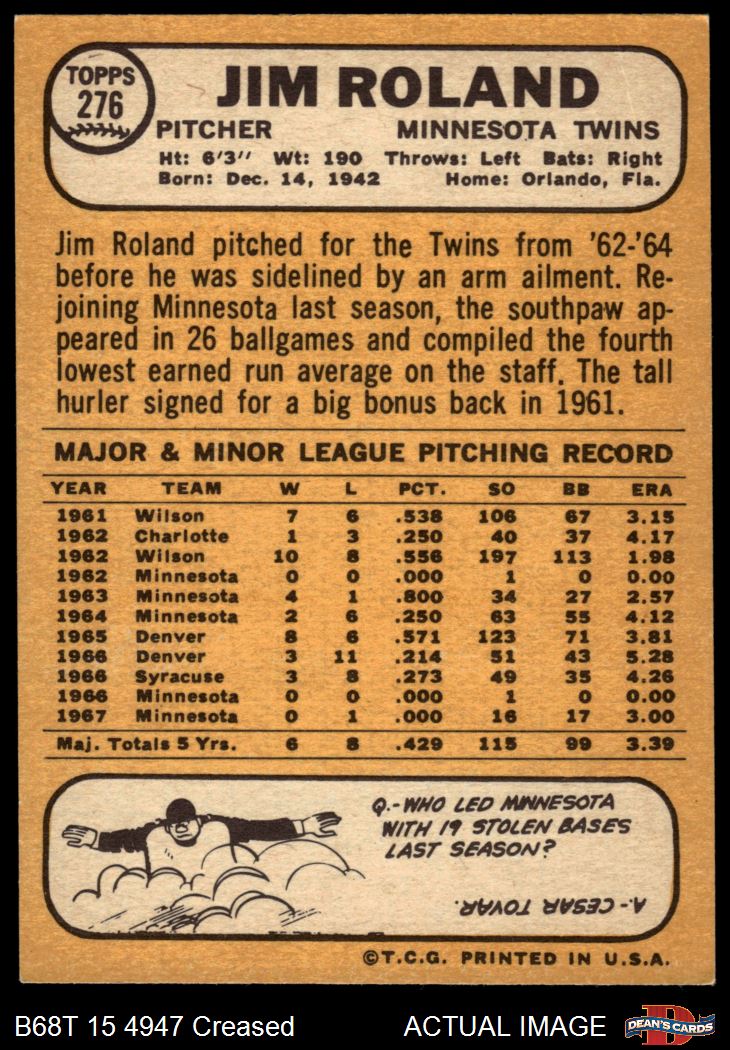 TOPPS
276
JIM ROLAND
PITCHER MINNESOTA TWINS
Ht: 6'3" Wt: 190 Throws: Left Bats: Right
Born: Dec. 14, 1942 Home: Orlando, Fla.
Jim Roland pitched for the Twins from '62-'64
before he was sidelined by an arm ailment. Re-
joining Minnesota last season, the southpaw ap-
peared in 26 ballgames and compiled the fourth
lowest earned run average on the staff. The tall
hurler signed for a big bonus back in 1961.
MAJOR & MINOR LEAGUE PITCHING RECORD
YEAR TEAM W L PCT. SO BB ERA
1961 Wilson 7 6 .538 106 67 3.15
1962 Charlotte 1 3 .250 40 37 4.17
1962 Wilson 10 8 .556 197 113 1.98
1962 Minnesota 0 0 .000 1 0 0.00
1963 Minnesota 4 1 .800 34 27 2.57
1964 Minnesota 2 6 .250 63 55 4.12
1965 Denver 8 6 .571 123 71 3.81
1966 Denver 3 11 .214 51 43 5.28
1966 Syracuse 3 8 .273 49 35 4.26
1966 Minnesota 0 0 .000 1 0 0.00
1967 Minnesota 0 1 .000 16 17 3.00
Maj. Totals 5 Yrs. 6 8 .429 115 99 3.39
Q.-WHO LED MINNESOTA
WITH 19 STOLEN BASES
LAST SEASON?
A.-CESAR TOVAR.
©T.C.G. PRINTED IN U.S.A.
B68T 15 4947 Creased ACTUAL IMAGE DEAN'S CARDS